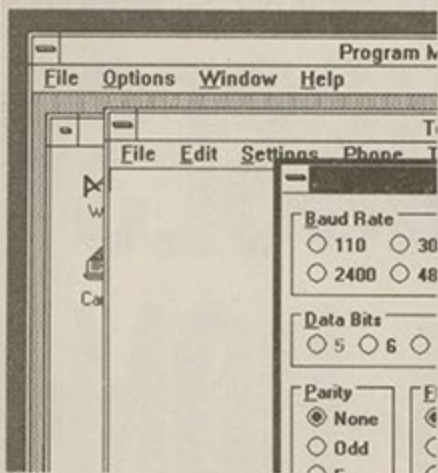 Program M
File Options Window Help
T
File Edit Settings Phone T
W
Ca
Baud Rate
110 30
2400 48
Data Bits
5 6
Parity
None
Odd